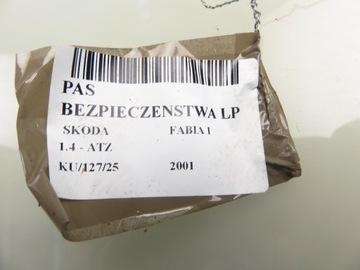 PAS
BEZPIECZENSTWA LP
SKODA FABIA I
1.4 - ATZ
KU/127/25 2001